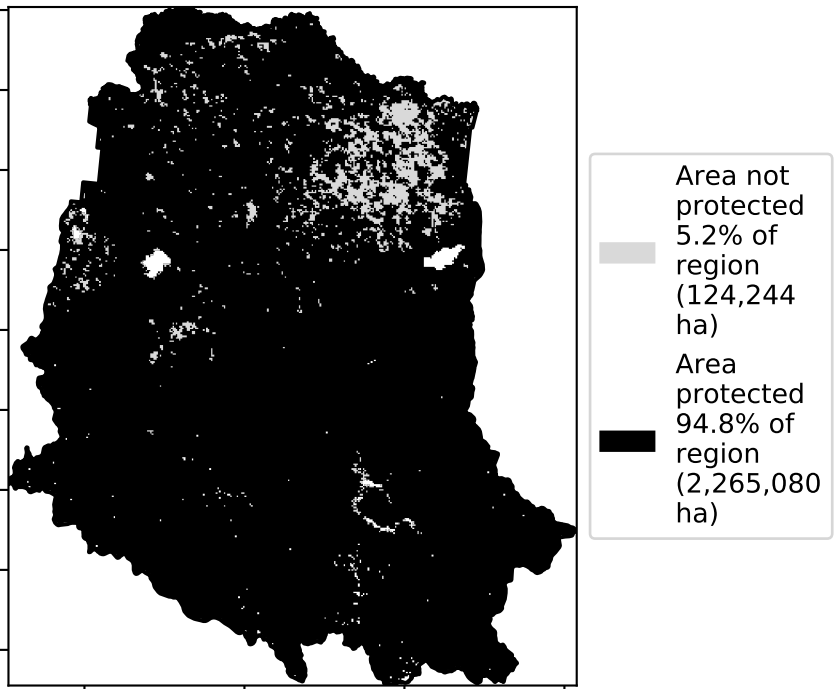 Area not
protected
5.2% of
region
(124,244
ha)
Area
protected
94.8% of
region
(2,265,080
ha)